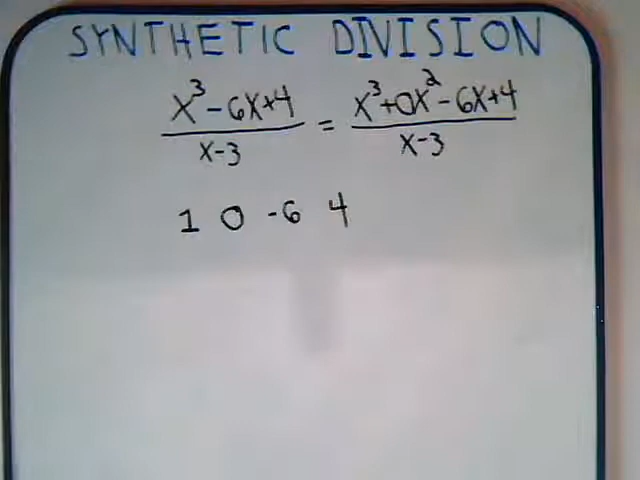 SYNTHETIC DIVISION
x³ - 6x + 4 / x - 3 = x³ + 0x² - 6x + 4 / x - 3
1 0 -6 4